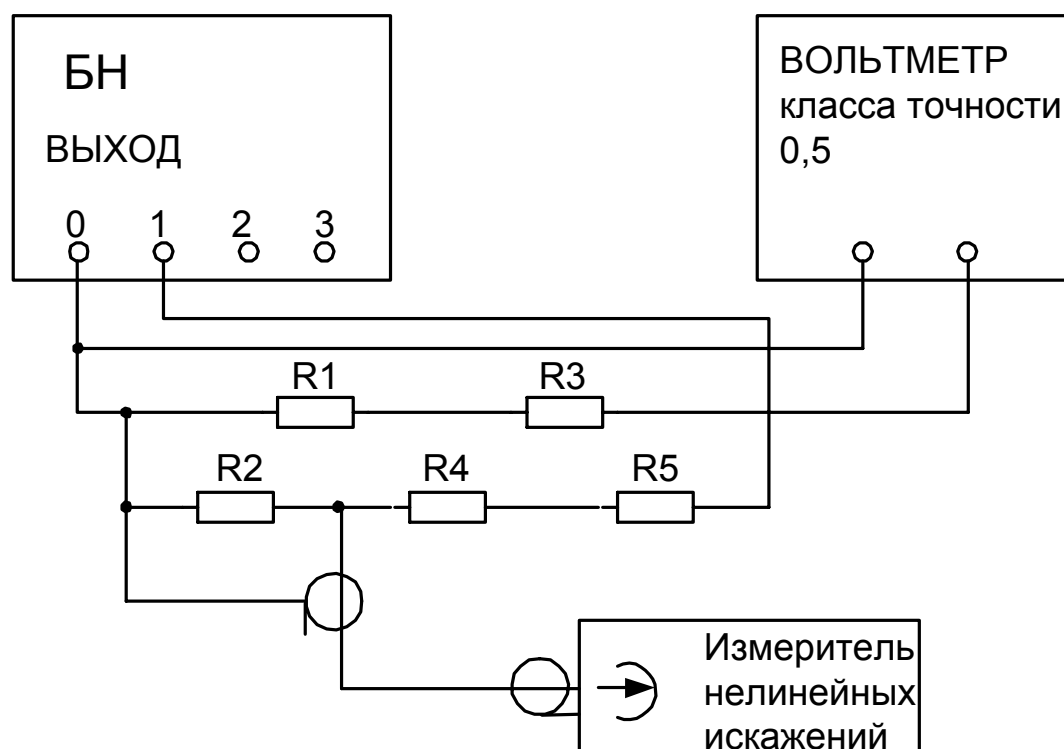 БН
ВЫХОД
0 1 2 3
ВОЛЬТМЕТР
класса точности
0,5
R1 R3
R2 R4 R5
Измеритель
нелинейных
искажений